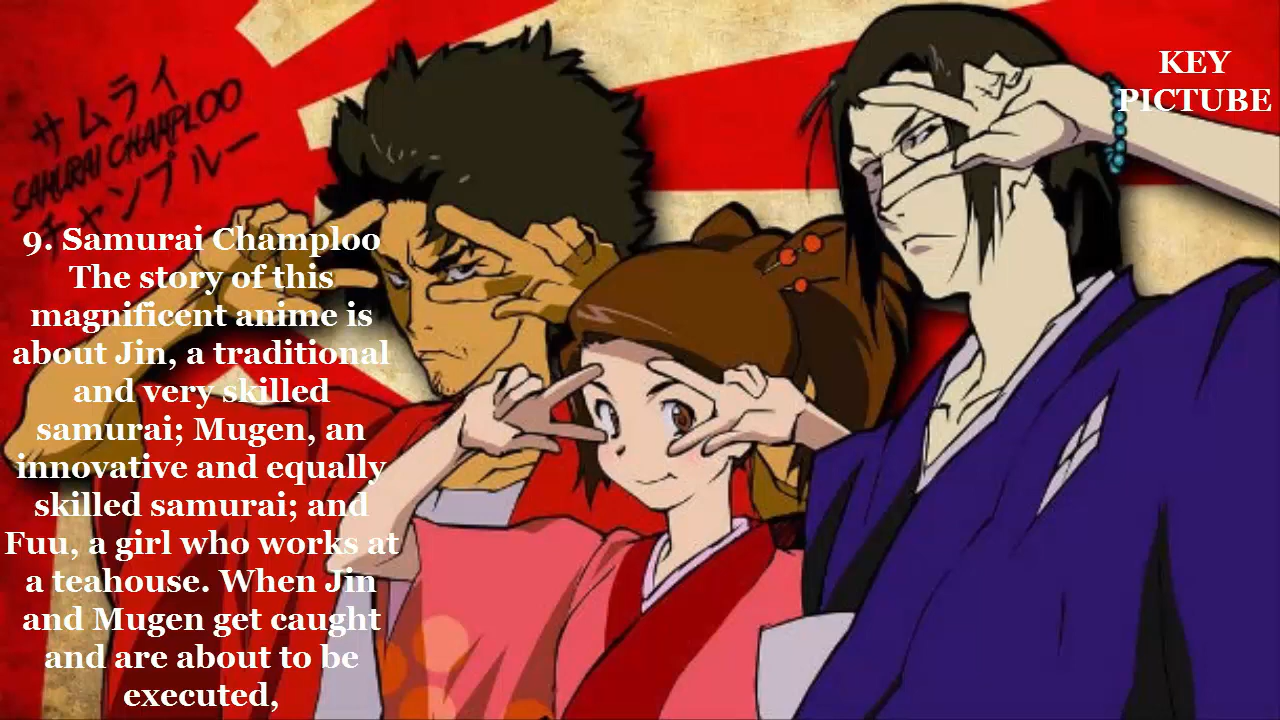 サムライ
SAMURAI CHAMPLOO
チャンプルー
KEY
PICTUBE
9. Samurai Champloo
The story of this
magnificent anime is
about Jin, a traditional
and very skilled
samurai; Mugen, an
innovative and equally
skilled samurai; and
Fuu, a girl who works at
a teahouse. When Jin
and Mugen get caught
and are about to be
executed,